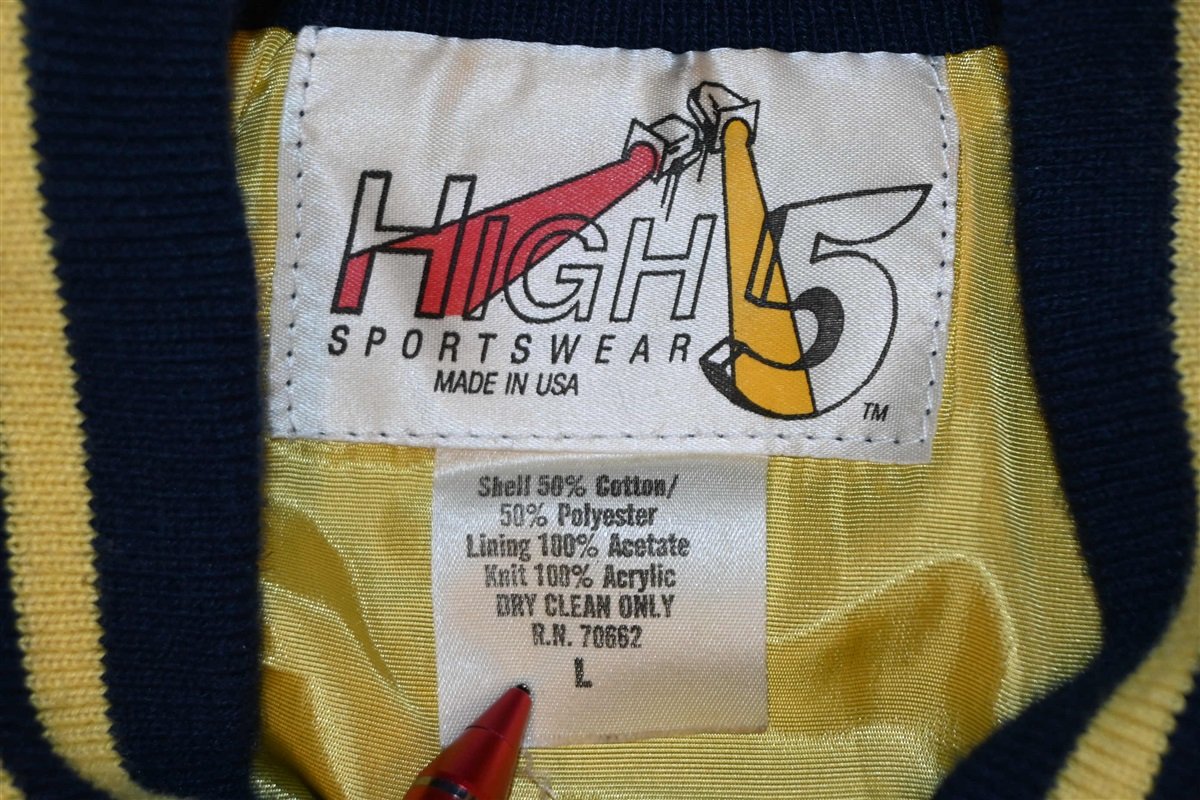 HIGH 5
SPORTSWEAR
MADE IN USA
TM
Shell 50% Cotton/
50% Polyester
Lining 100% Acetate
Knit 100% Acrylic
DRY CLEAN ONLY
R.N. 70662
L